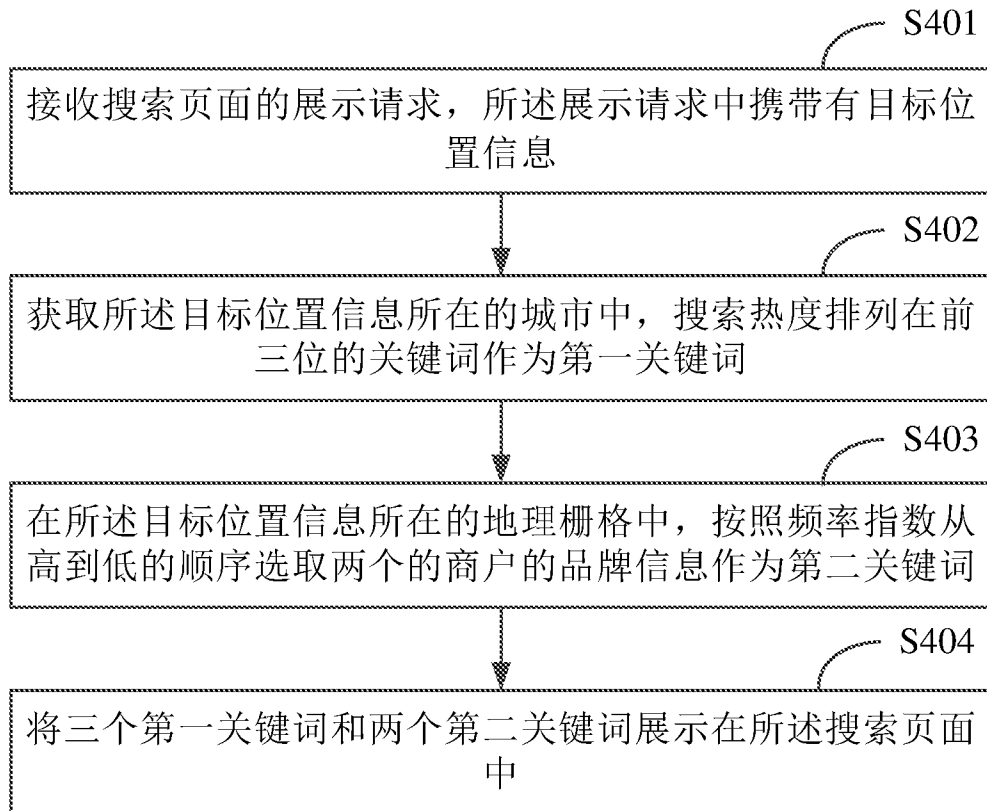 S401
接收搜索页面的展示请求，所述展示请求中携带有目标位
置信息
S402
获取所述目标位置信息所在的城市中，搜索热度排列在前
三位的关键词作为第一关键词
S403
在所述目标位置信息所在的地理栅格中，按照频率指数从
高到低的顺序选取两个的商户的品牌信息作为第二关键词
S404
将三个第一关键词和两个第二关键词展示在所述搜索页面
中